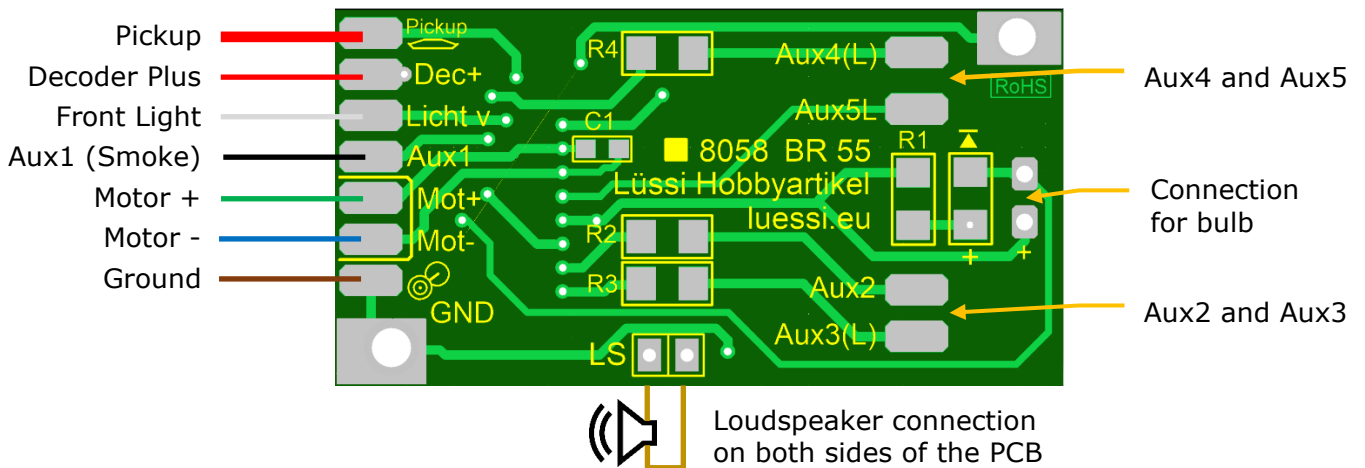 Pickup
Decoder Plus
Front Light
Aux1 (Smoke)
Motor +
Motor -
Ground
Pickup
Dec+
Licht v
Aux1
Mot+
Mot-
GND
R4
C1
R2
R3
LS
Aux4(L)
Aux5L
8058 BR 55
Lüssi Hobbyartikel
luessi.eu
R1
+
+
RoHS
Aux2
Aux3(L)
Aux4 and Aux5
Connection
for bulb
Aux2 and Aux3
Loudspeaker connection
on both sides of the PCB